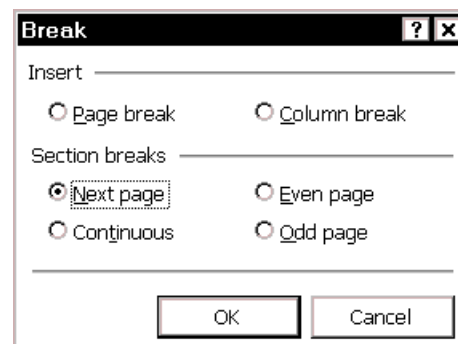 Break ? ×
Insert
Page break Column break
Section breaks
Next page Even page
Continuous Odd page
OK Cancel